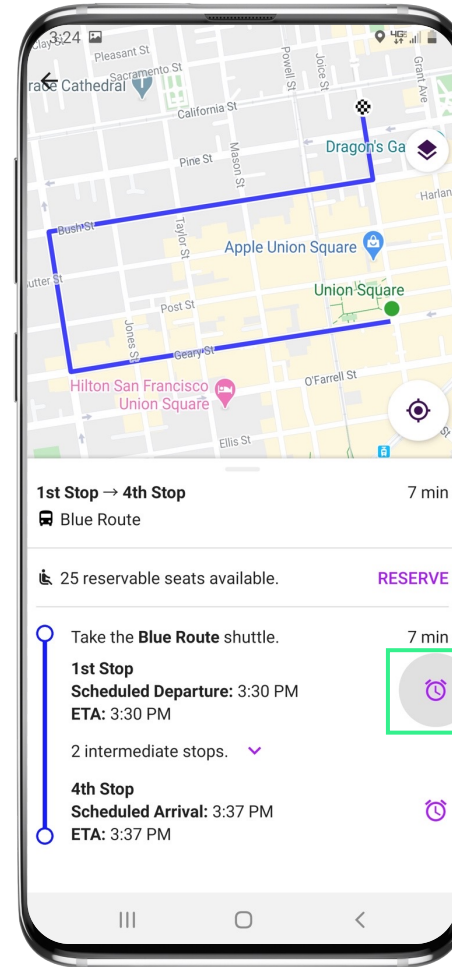 3:24
4G
Clay St
Pleasant St
Sacramento St
Powell St
Joice St
Grant Ave
Cathedral
California St
Pine St
Mason St
Dragon's Ga
Harlan
Bush St
Taylor St
Apple Union Square
utter St
Union Square
Post St
Jones St
Geary St
O'Farrell St
Hilton San Francisco
Union Square
Ellis St
St
1st Stop → 4th Stop 7 min
Blue Route
25 reservable seats available. RESERVE
Take the Blue Route shuttle. 7 min
1st Stop
Scheduled Departure: 3:30 PM
ETA: 3:30 PM
2 intermediate stops.
4th Stop
Scheduled Arrival: 3:37 PM
ETA: 3:37 PM